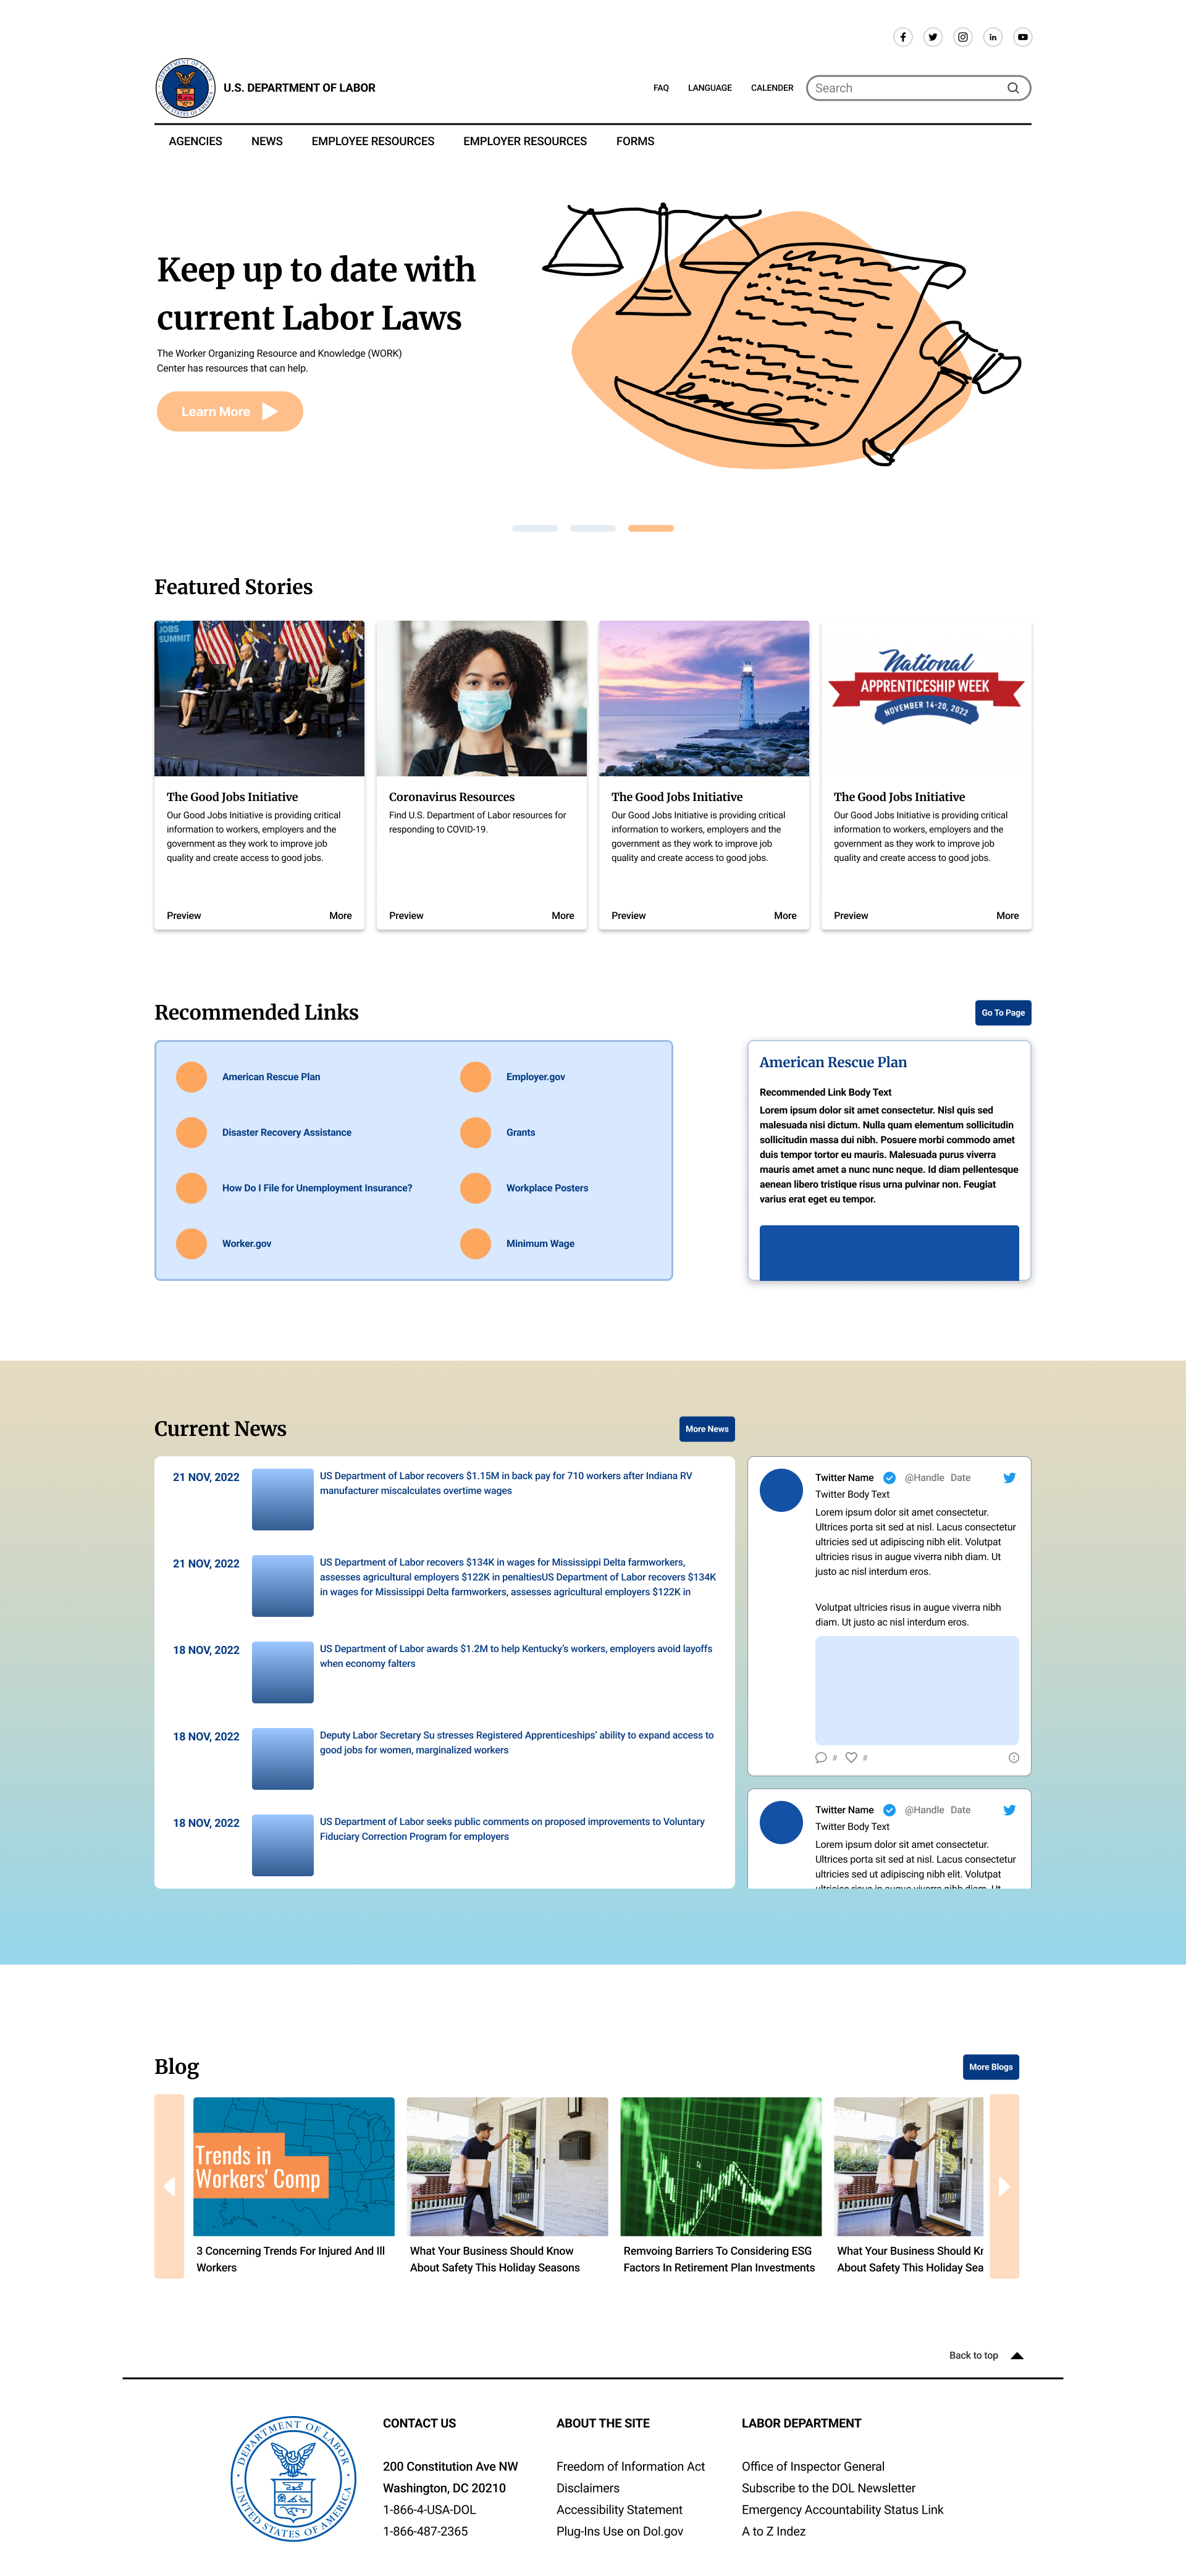 U.S. DEPARTMENT OF LABOR
FAQ
LANGUAGE
CALENDER
Search
AGENCIES
NEWS
EMPLOYEE RESOURCES
EMPLOYER RESOURCES
FORMS
Keep up to date with
current Labor Laws
The Worker Organizing Resource and Knowledge (WORK)
Center has resources that can help.
Learn More
Featured Stories
JOBS
SUMMIT
The Good Jobs Initiative
Our Good Jobs Initiative is providing critical
information to workers, employers and the
government as they work to improve job
quality and create access to good jobs.
Preview
More
Coronavirus Resources
Find U.S. Department of Labor resources for
responding to COVID-19.
Preview
More
The Good Jobs Initiative
Our Good Jobs Initiative is providing critical
information to workers, employers and the
government as they work to improve job
quality and create access to good jobs.
Preview
More
National
APPRENTICESHIP WEEK
NOVEMBER 14-20, 2022
The Good Jobs Initiative
Our Good Jobs Initiative is providing critical
information to workers, employers and the
government as they work to improve job
quality and create access to good jobs.
Preview
More
Recommended Links
American Rescue Plan
Employer.gov
Disaster Recovery Assistance
Grants
How Do I File for Unemployment Insurance?
Workplace Posters
Worker.gov
Minimum Wage
Go To Page
American Rescue Plan
Recommended Link Body Text
Lorem ipsum dolor sit amet consectetur. Nisl quis sed
malesuada nisi dictum. Nulla quam elementum sollicitudin
sollicitudin massa dui nibh. Posuere morbi commodo amet
duis tempor tortor eu mauris. Malesuada purus viverra
mauris amet amet a nunc nunc neque. Id diam pellentesque
aenean libero tristique risus urna pulvinar non. Feugiat
varius erat eget eu tempor.
Current News
More News
21 NOV, 2022
US Department of Labor recovers $1.15M in back pay for 710 workers after Indiana RV
manufacturer miscalculates overtime wages
21 NOV, 2022
US Department of Labor recovers $134K in wages for Mississippi Delta farmworkers,
assesses agricultural employers $122K in penaltiesUS Department of Labor recovers $134K
in wages for Mississippi Delta farmworkers, assesses agricultural employers $122K in
18 NOV, 2022
US Department of Labor awards $1.2M to help Kentucky's workers, employers avoid layoffs
when economy falters
18 NOV, 2022
Deputy Labor Secretary Su stresses Registered Apprenticeships' ability to expand access to
good jobs for women, marginalized workers
18 NOV, 2022
US Department of Labor seeks public comments on proposed improvements to Voluntary
Fiduciary Correction Program for employers
Twitter Name @Handle Date
Twitter Body Text
Lorem ipsum dolor sit amet consectetur.
Ultrices porta sit sed at nisl. Lacus consectetur
ultricies sed ut adipiscing nibh elit. Volutpat
ultricies risus in augue viverra nibh diam. Ut
justo ac nisl interdum eros.
Volutpat ultricies risus in augue viverra nibh
diam. Ut justo ac nisl interdum eros.
# #
Twitter Name @Handle Date
Twitter Body Text
Lorem ipsum dolor sit amet consectetur.
Ultrices porta sit sed at nisl. Lacus consectetur
ultricies sed ut adipiscing nibh elit. Volutpat
ultricies risus in augue viverra nibh diam. Ut
Blog
More Blogs
Trends in
Workers' Comp
3 Concerning Trends For Injured And Ill
Workers
What Your Business Should Know
About Safety This Holiday Seasons
Remvoing Barriers To Considering ESG
Factors In Retirement Plan Investments
What Your Business Should Kr
About Safety This Holiday Sea
Back to top
DEPARTMENT OF LABOR
UNITED STATES OF AMERICA
CONTACT US
200 Constitution Ave NW
Washington, DC 20210
1-866-4-USA-DOL
1-866-487-2365
ABOUT THE SITE
Freedom of Information Act
Disclaimers
Accessibility Statement
Plug-Ins Use on Dol.gov
LABOR DEPARTMENT
Office of Inspector General
Subscribe to the DOL Newsletter
Emergency Accountability Status Link
A to Z Indez